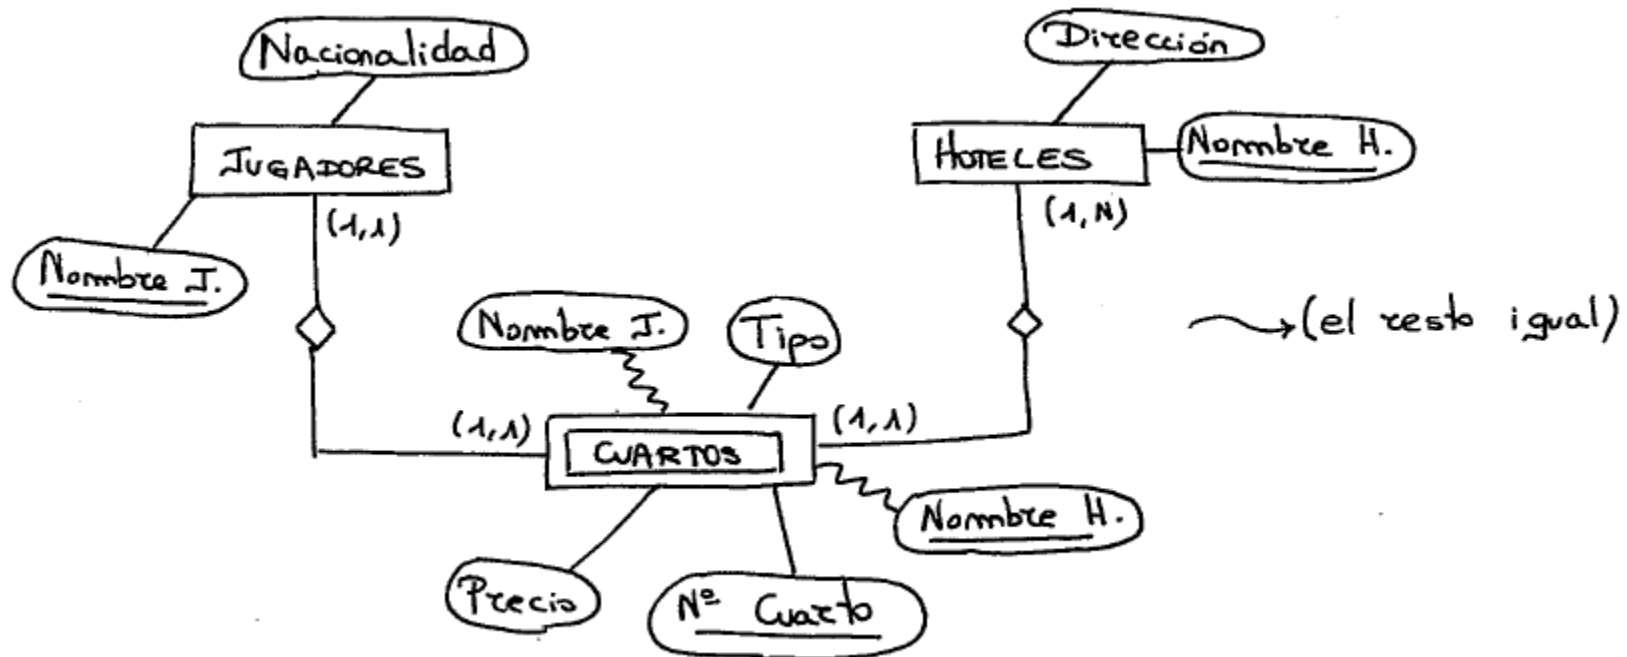 Nacionalidad
Dirección
JUGADORES
HOTELES
Nombre H.
(1,1)
(1,N)
Nombre J.
Nombre J.
Tipo
(el resto igual)
(1,1)
(1,1)
CUARTOS
Nombre H.
Precio
Nº Cuarto